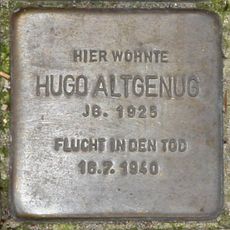 HIER WOHNTE
HUGO ALTGENUG
JG. 1925
FLUCHT IN DEN TOD
16.7. 1940